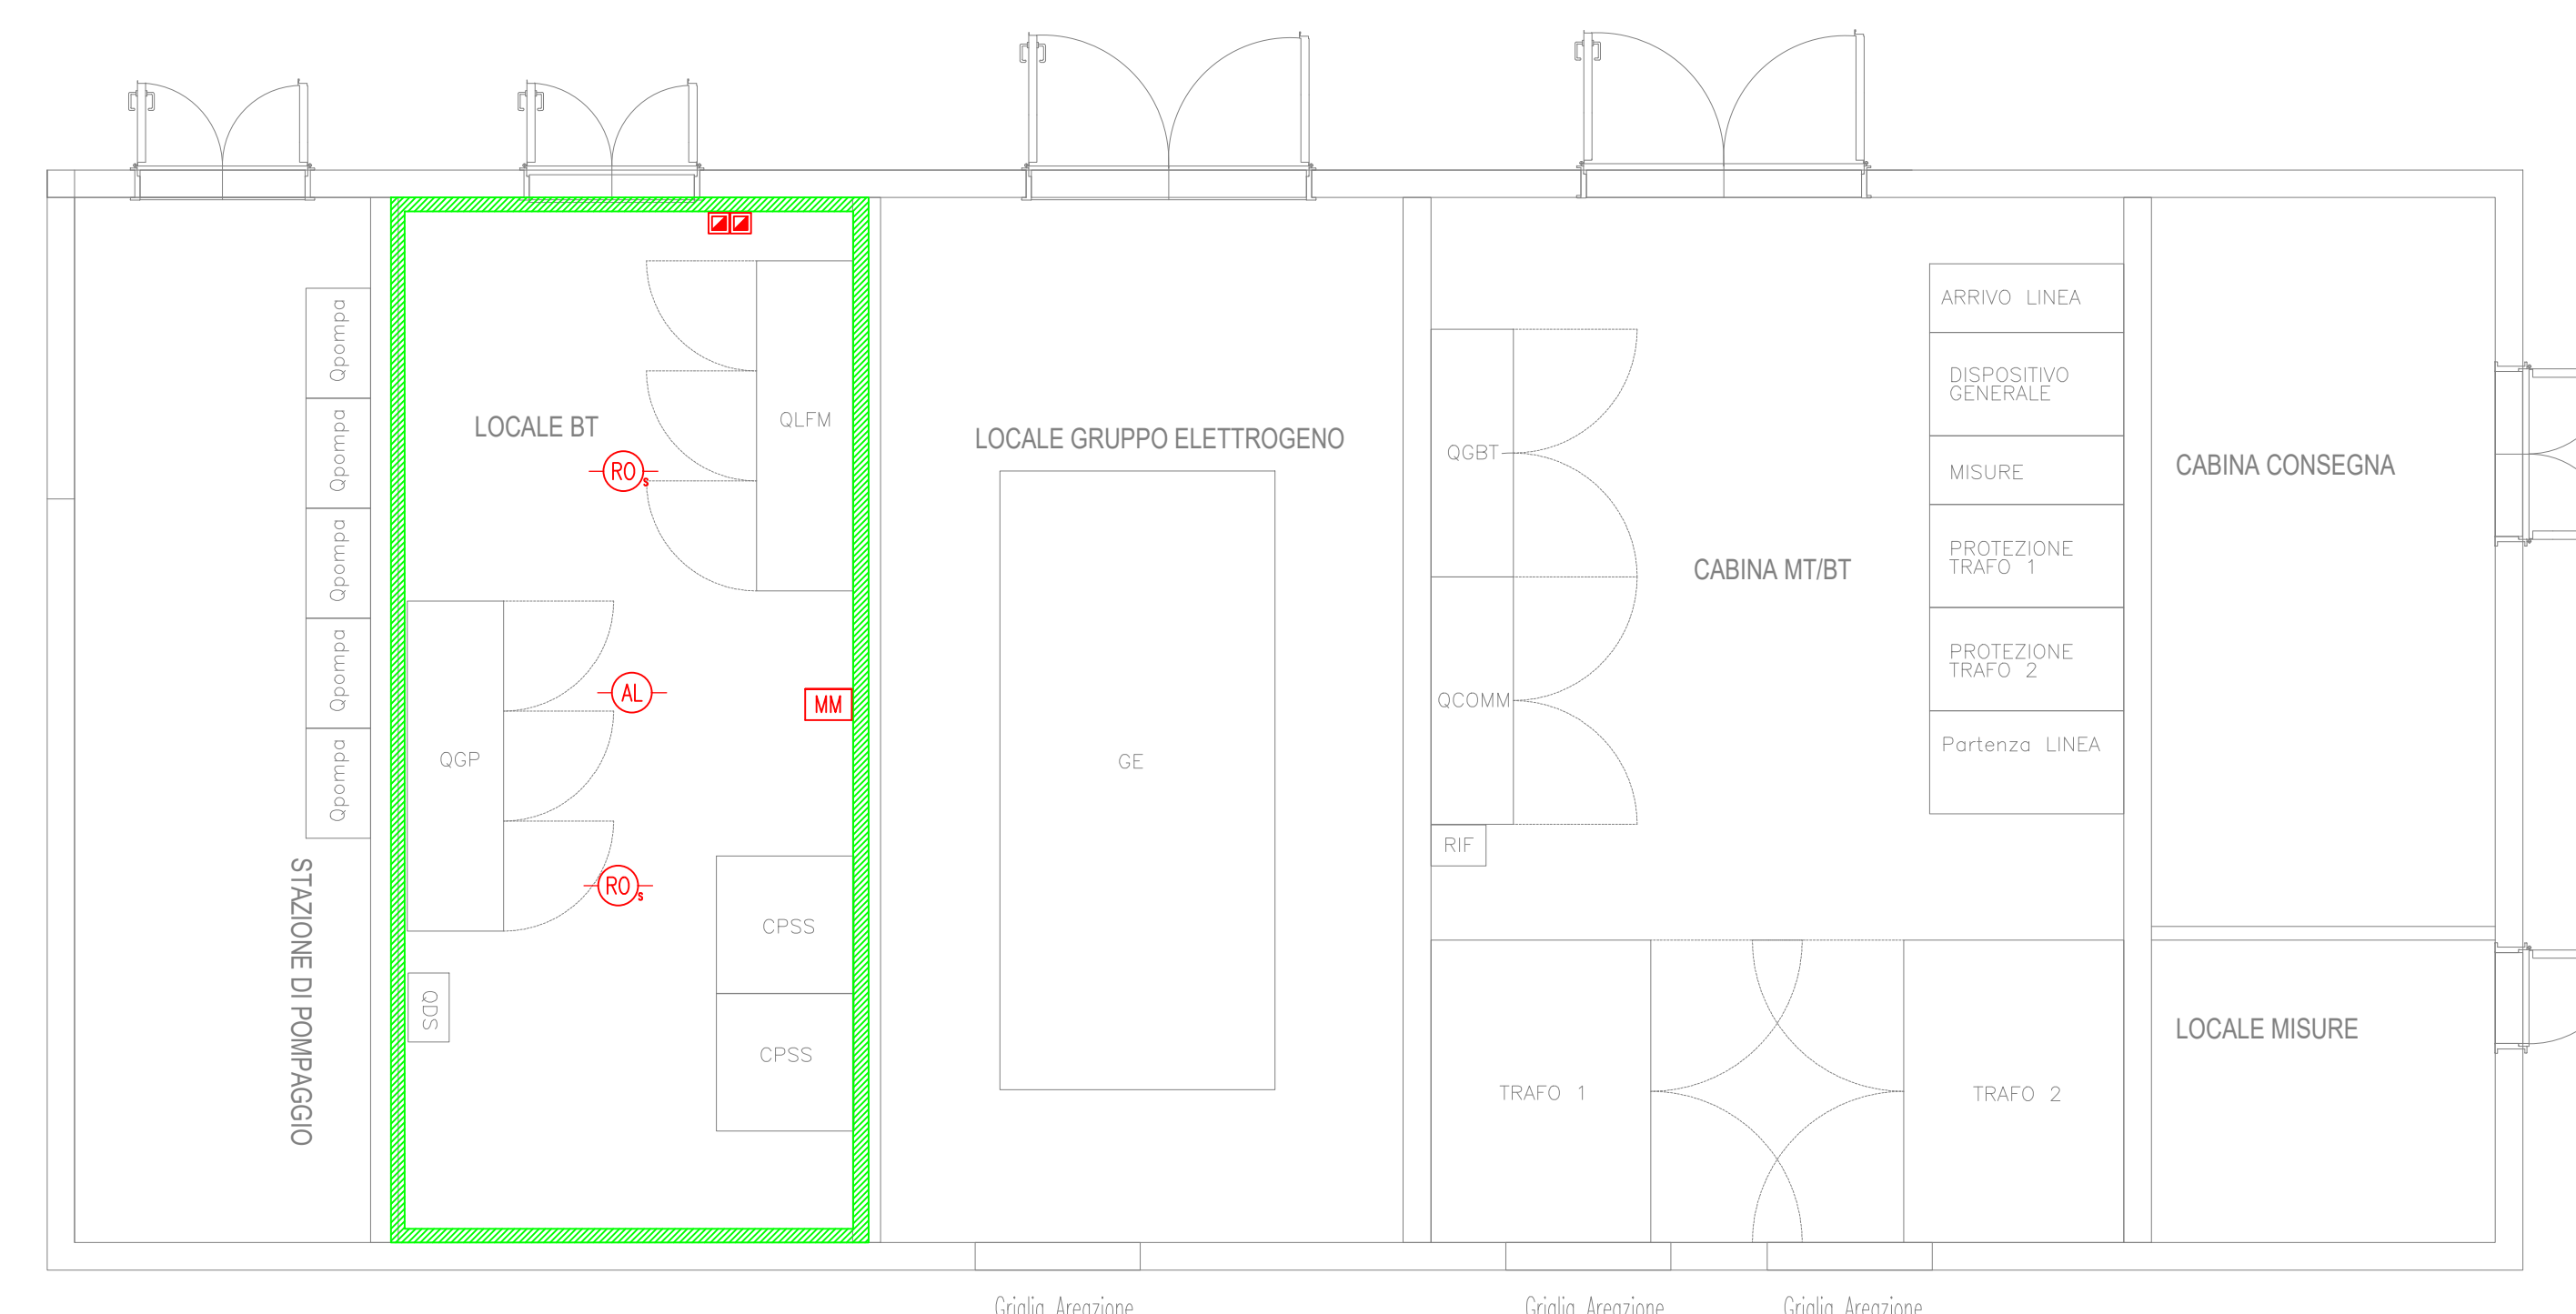 Qpompa
Qpompa
Qpompa
Qpompa
Qpompa
STAZIONE DI POMPAGGIO
LOCALE BT
QLFM
RO
s
AL
MM
QGP
RO
s
CPSS
QDS
CPSS
LOCALE GRUPPO ELETTROGENO
GE
QGBT
QCOMM
RIF
CABINA MT/BT
ARRIVO LINEA
DISPOSITIVO
GENERALE
MISURE
PROTEZIONE
TRAFO 1
PROTEZIONE
TRAFO 2
Partenza LINEA
TRAFO 1
TRAFO 2
CABINA CONSEGNA
LOCALE MISURE
Griglia Areazione
Griglia Areazione
Griglia Areazione